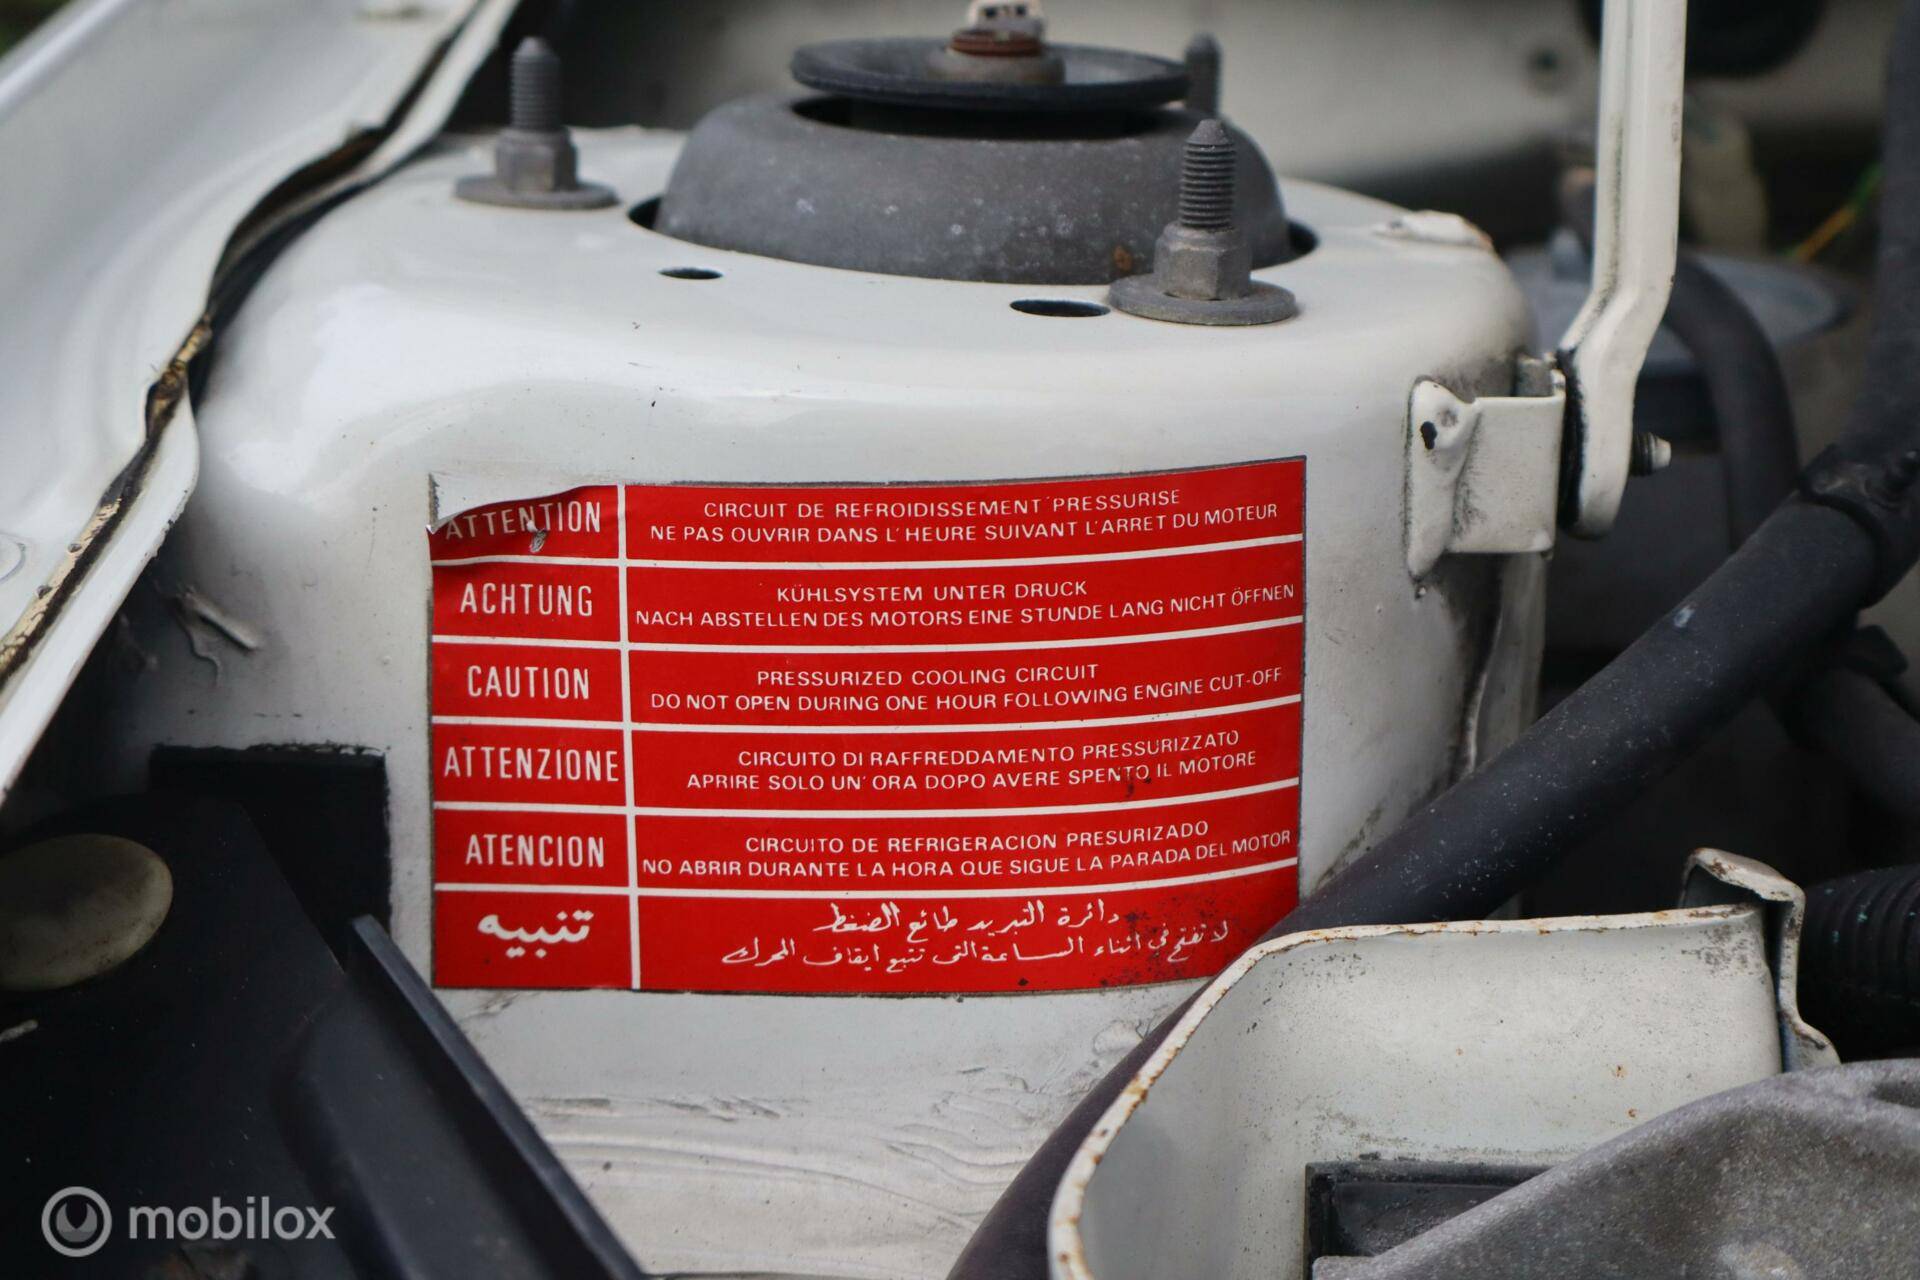 ATTENTION
CIRCUIT DE REFROIDISSEMENT PRESSURISE
NE PAS OUVRIR DANS L'HEURE SUIVANT L'ARRET DU MOTEUR
ACHTUNG
KÜHLSYSTEM UNTER DRUCK
NACH ABSTELLEN DES MOTORS EINE STUNDE LANG NICHT ÖFFNEN
CAUTION
PRESSURIZED COOLING CIRCUIT
DO NOT OPEN DURING ONE HOUR FOLLOWING ENGINE CUT-OFF
ATTENZIONE
CIRCUITO DI RAFFREDDAMENTO PRESSURIZZATO
APRIRE SOLO UN' ORA DOPO AVERE SPENTO IL MOTORE
ATENCION
CIRCUITO DE REFRIGERACION PRESURIZADO
NO ABRIR DURANTE LA HORA QUE SIGUE LA PARADA DEL MOTOR
تنبيه
دائرة التبريد طائع الضغط
لا تفتح في اثناء الساعة التي تتبع ايقاف المحرك
mobilox